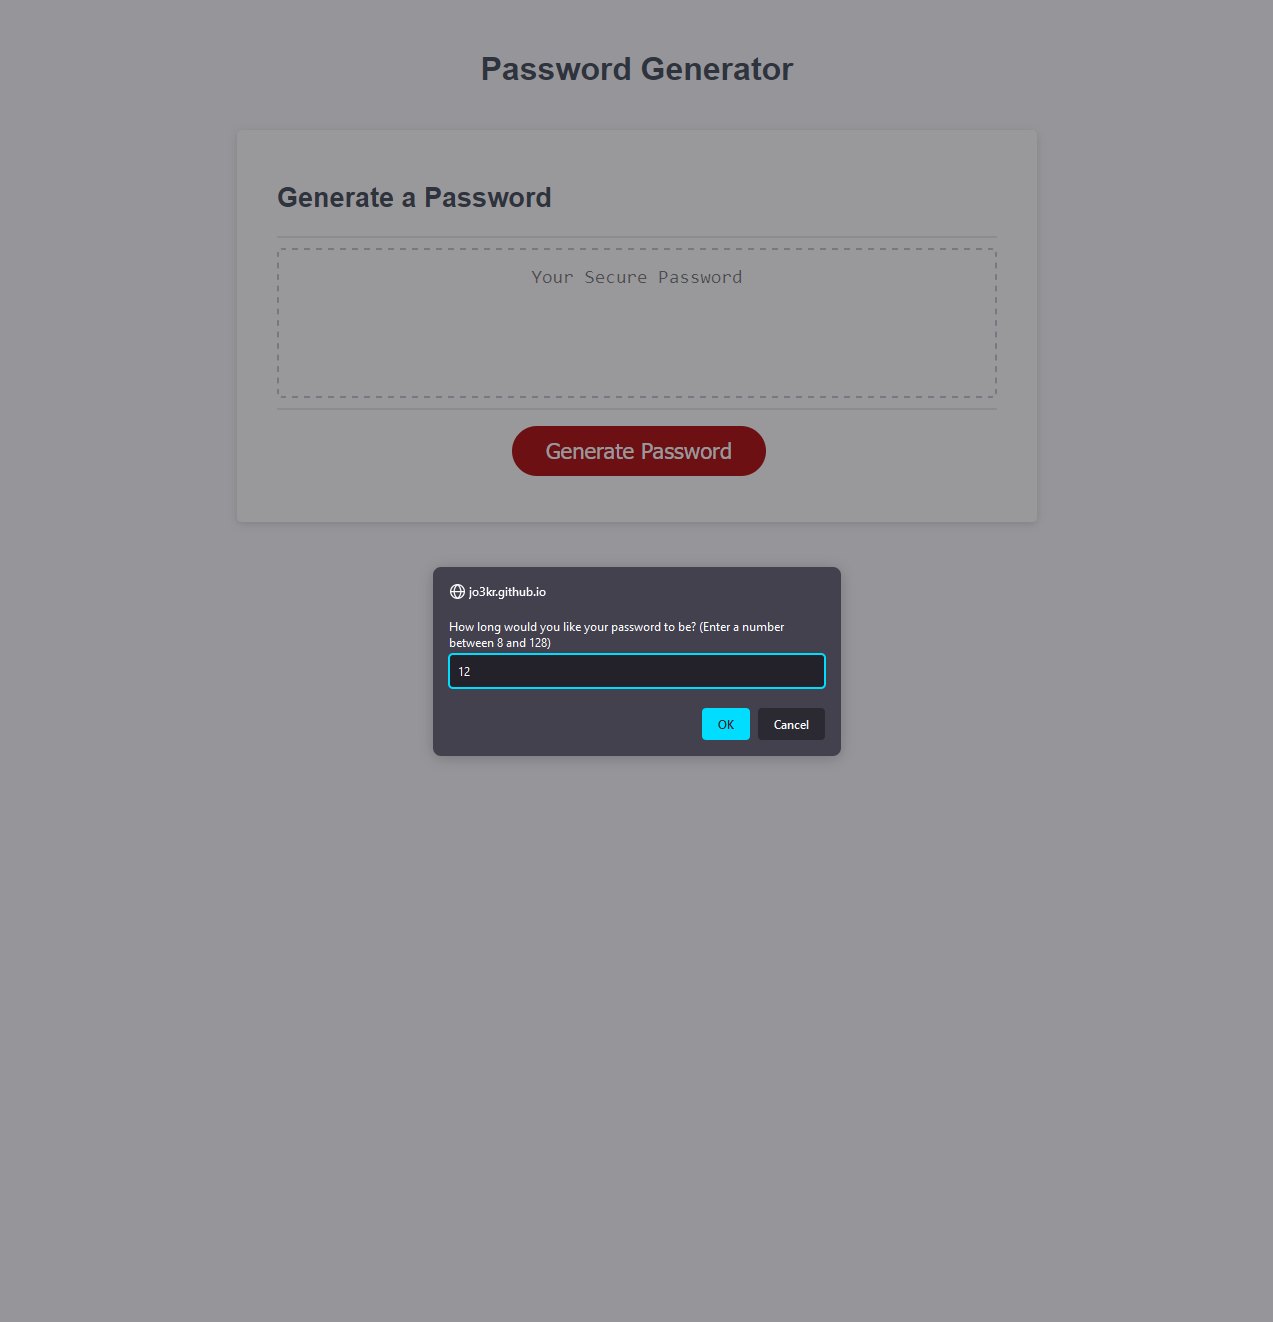 Password Generator
Generate a Password
Your Secure Password
Generate Password
jo3kr.github.io
How long would you like your password to be? (Enter a number
between 8 and 128)
12
OK
Cancel